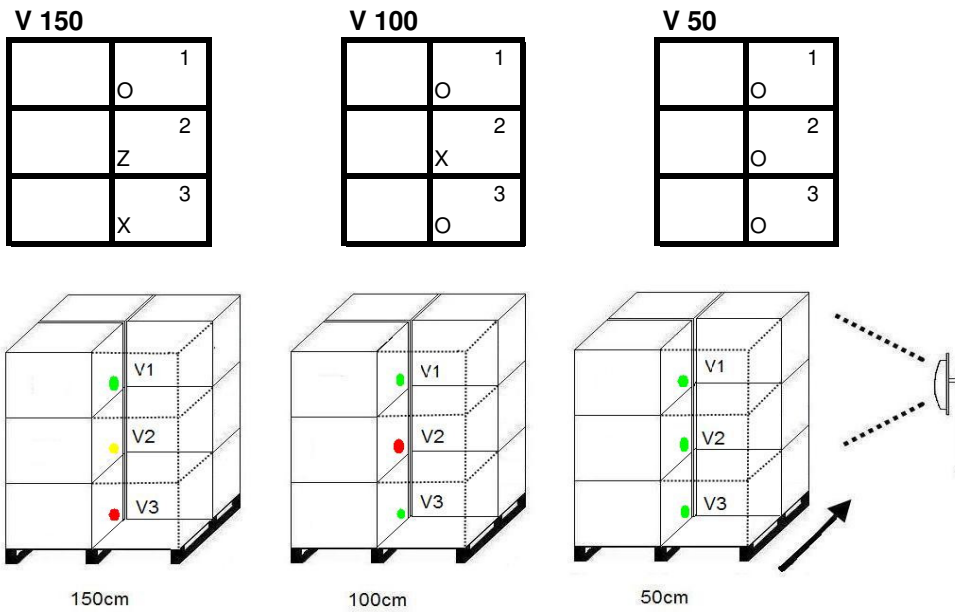 V 150 V 100 V 50
1 1 1
O O O
2 2 2
Z X O
3 3 3
X O O
V1 V1 V1
V2 V2 V2
V3 V3 V3
150cm 100cm 50cm